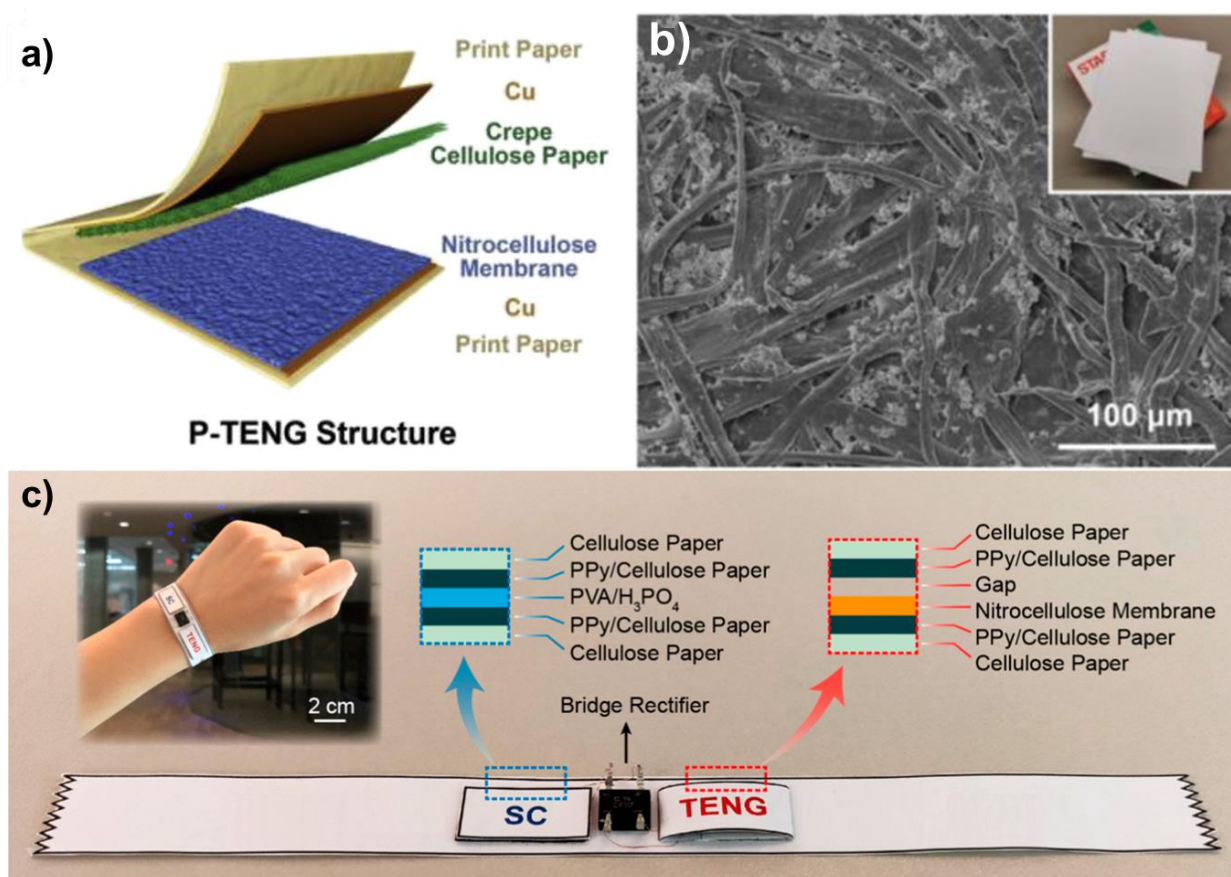 a)
Print Paper
Cu
Crepe
Cellulose Paper
Nitrocellulose
Membrane
Cu
Print Paper
P-TENG Structure
b)
100 µm
c)
SC
TENG
2 cm
Cellulose Paper
PPy/Cellulose Paper
PVA/H₃PO₄
PPy/Cellulose Paper
Cellulose Paper
Cellulose Paper
PPy/Cellulose Paper
Gap
Nitrocellulose Membrane
PPy/Cellulose Paper
Cellulose Paper
Bridge Rectifier
SC
TENG